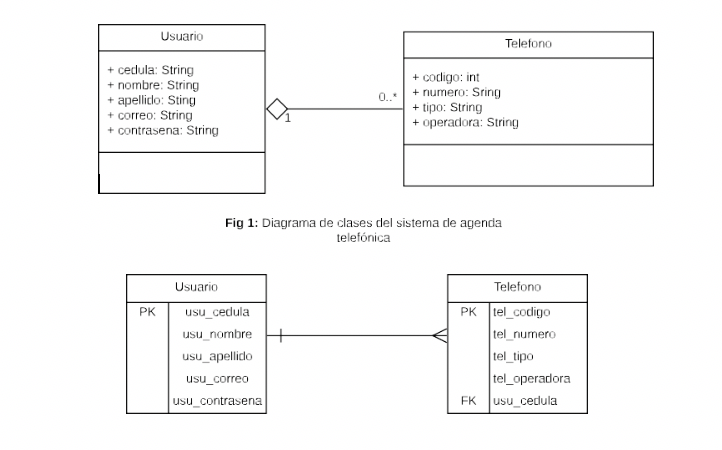 Usuario
+ cedula: String
+ nombre: String
+ apellido: Sting
+ correo: String
+ contrasena: String
1
0..*
Telefono
+ codigo: int
+ numero: Sring
+ tipo: String
+ operadora: String
Fig 1: Diagrama de clases del sistema de agenda
telefónica
Usuario
PK usu_cedula
usu_nombre
usu_apellido
usu_correo
usu_contrasena
Telefono
PK tel_codigo
tel_numero
tel_tipo
tel_operadora
FK usu_cedula